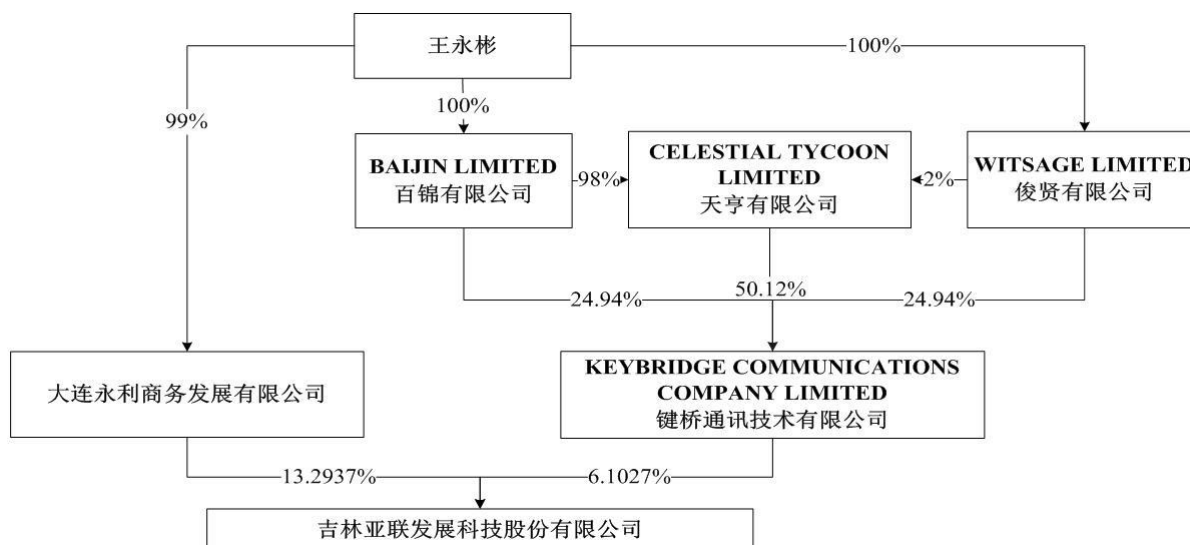 王永彬
100%
100%
99%
BAIJIN LIMITED
百锦有限公司
98%
CELESTIAL TYCOON
LIMITED
天亨有限公司
2%
WITSAGE LIMITED
俊贤有限公司
24.94%
50.12%
24.94%
大连永利商务发展有限公司
KEYBRIDGE COMMUNICATIONS
COMPANY LIMITED
键桥通讯技术有限公司
13.2937%
6.1027%
吉林亚联发展科技股份有限公司